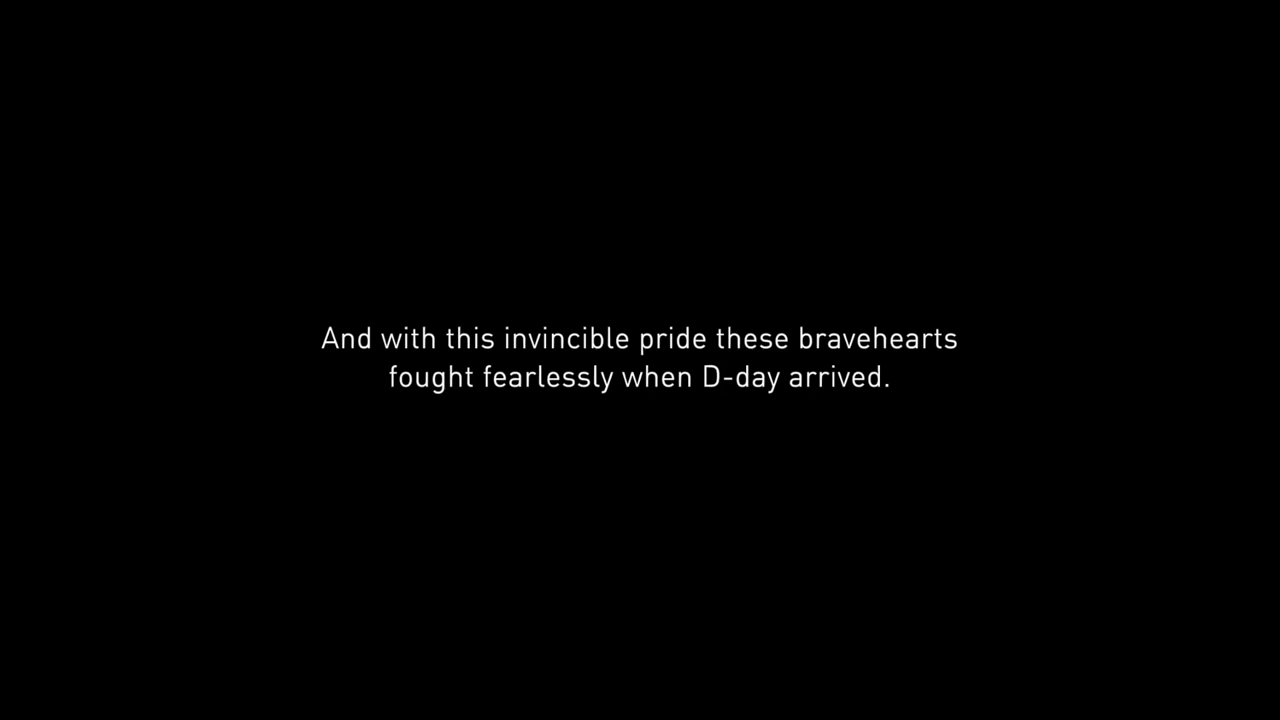 And with this invincible pride these bravehearts
fought fearlessly when D-day arrived.